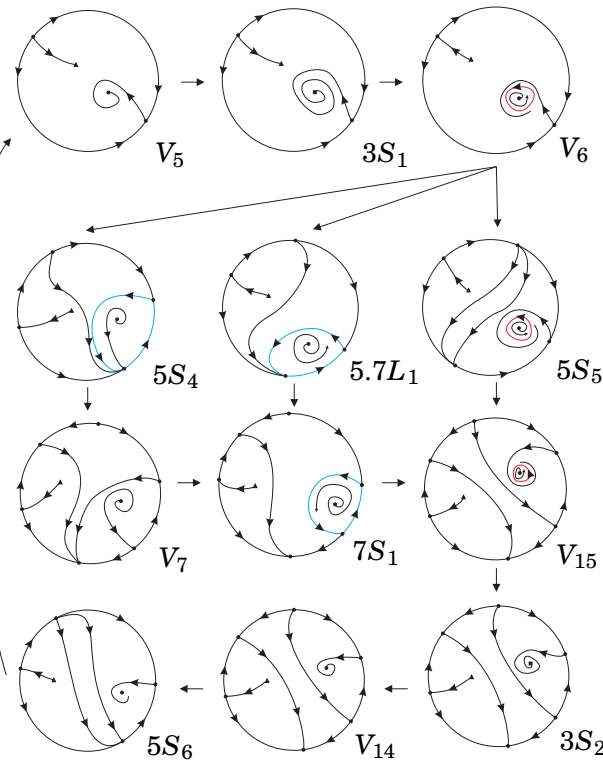 V₅ 3S₁ V₆
5S₄ 5.7L₁ 5S₅
V₇ 7S₁ V₁₅
5S₆ V₁₄ 3S₂